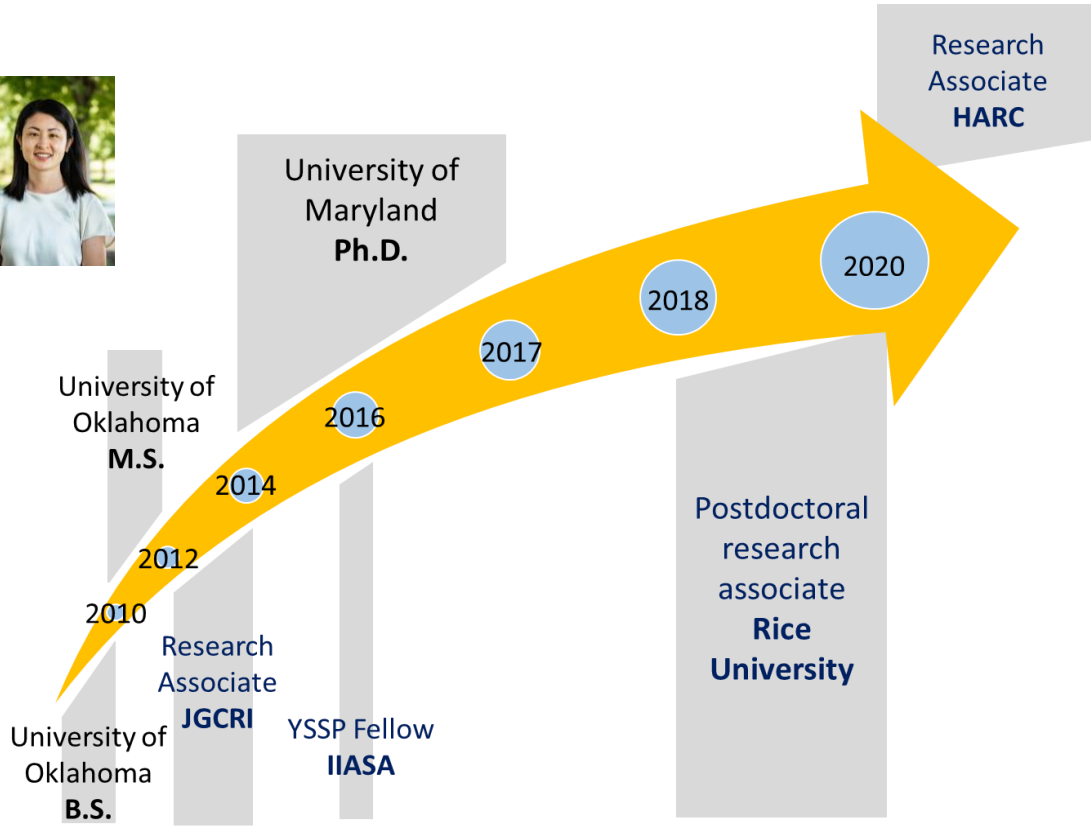 Research
Associate
HARC
University of
Maryland
Ph.D.
2020
2018
2017
University of
Oklahoma
M.S.
2016
2014
2012
2010
Postdoctoral
research
associate
Rice
University
Research
Associate
JGCRI
YSSP Fellow
IIASA
University of
Oklahoma
B.S.